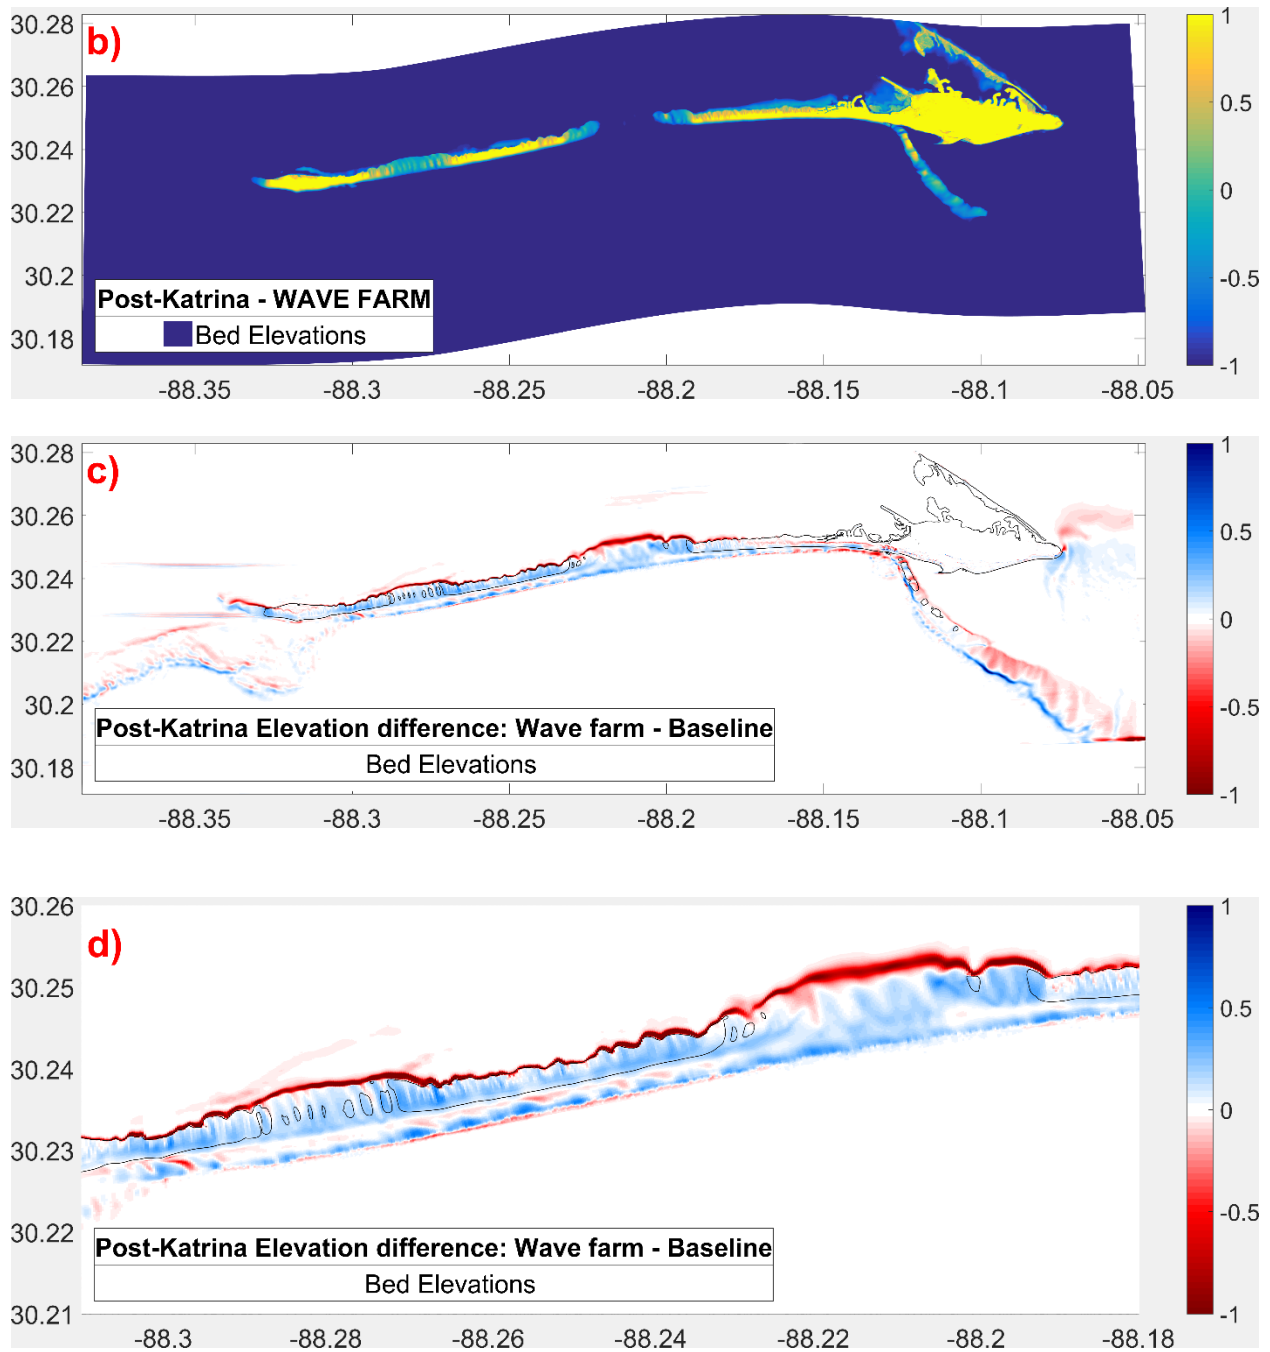 b)
30.28
30.26
30.24
30.22
30.2
30.18
Post-Katrina - WAVE FARM
Bed Elevations
-88.35 -88.3 -88.25 -88.2 -88.15 -88.1 -88.05
1
0.5
0
-0.5
-1
c)
30.28
30.26
30.24
30.22
30.2
30.18
Post-Katrina Elevation difference: Wave farm - Baseline
Bed Elevations
-88.35 -88.3 -88.25 -88.2 -88.15 -88.1 -88.05
1
0.5
0
-0.5
-1
d)
30.26
30.25
30.24
30.23
30.22
30.21
Post-Katrina Elevation difference: Wave farm - Baseline
Bed Elevations
-88.3 -88.28 -88.26 -88.24 -88.22 -88.2 -88.18
1
0.5
0
-0.5
-1